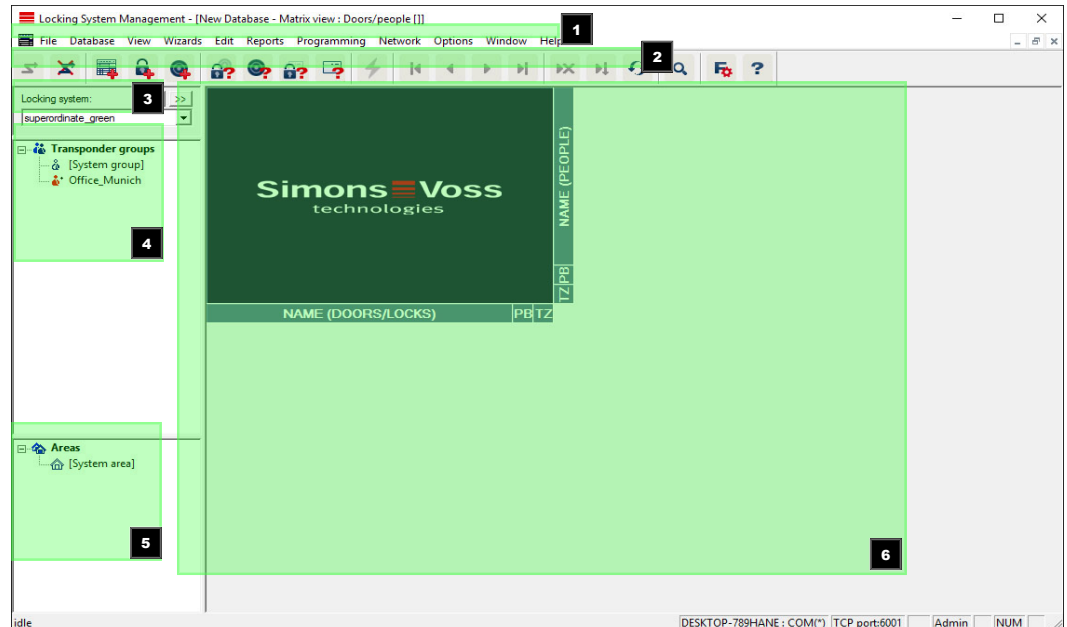 Locking System Management - [New Database - Matrix view : Doors/people []]
1
File Database View Wizards Edit Reports Programming Network Options Window Help
2
Locking system:
3
>>
superordinate_green
Transponder groups
[System group]
Office_Munich
4
Simons Voss
technologies
NAME (PEOPLE)
PB
TZ
NAME (DOORS/LOCKS) PB TZ
Areas
[System area]
5
6
idle
DESKTOP-789HANE : COM(*) TCP port:6001 Admin NUM